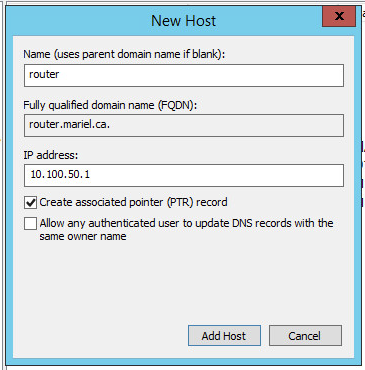 New Host
Name (uses parent domain name if blank):
router
Fully qualified domain name (FQDN):
router.mariel.ca.
IP address:
10.100.50.1
Create associated pointer (PTR) record
Allow any authenticated user to update DNS records with the
same owner name
Add Host
Cancel